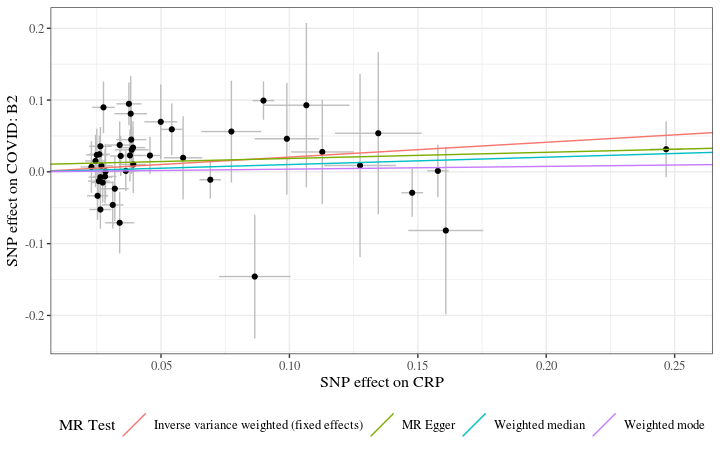 SNP effect on COVID: B2
0.2
0.1
0.0
-0.1
-0.2
0.05
0.10
0.15
0.20
0.25
SNP effect on CRP
MR Test
Inverse variance weighted (fixed effects)
MR Egger
Weighted median
Weighted mode